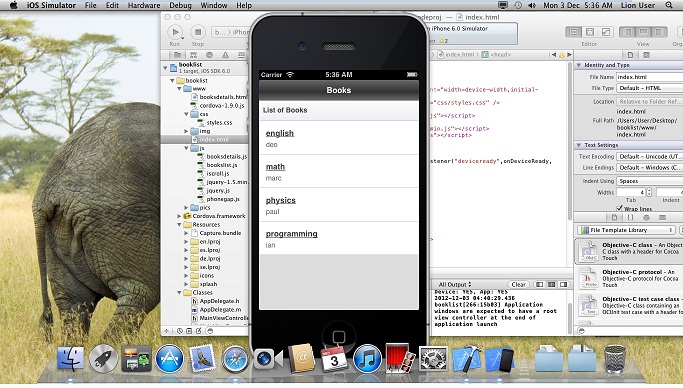 iOS Simulator File Edit Hardware Debug Window Help Mon 3 Dec 5:36 AM Lion User
index.html
iPhone 6.0 Simulator
Run Stop
Editor View
index.html <head>
booklist
1 target, iOS SDK 6.0
booklist
www
booksdetails.html
cordova-1.9.0.js
css
styles.css
img
index.html
js
booksdetails.js
bookslist.js
iscroll.js
jquery-1.5.min
jquery.js
phonegap.js
pics
Cordova.framework
Resources
Capture.bundle
en.lproj
de.lproj
se.lproj
icons
splash
Classes
AppDelegate.h
AppDelegate.m
MainViewControlle
Carrier 5:36 AM
Books
List of Books
english
deo
math
marc
physics
paul
programming
ian
ent="width=device-width,initial-
"css/styles.css" />
js"></script>
min.js"></script>
js"></script>
stener("deviceready",onDeviceReady,
All Output Clear
Device: YES, App: YES
2012-12-03 04:40:29.436
booklist[266:15b03] Application
windows are expected to have a root
view controller at the end of
application launch
Identity and Type
File Name index.html
File Type Default - HTML
Location Relative to Folder Ref…
index.html
Full Path /Users/User/Desktop/
booklist/www/
index.html
Text Settings
Text Encoding Default - Unicode (UT…
Line Endings Default - Windows (C…
Indent Using Spaces
Widths 4 4
Tab Indent
Wrap lines
File Template Library
Objective-C class - An Obje
C class with a header for Cocoa
Touch
Objective-C protocol - An
Objective-C protocol for Cocoa
Touch
Objective-C test case class -
Objective-C class containing an
OCUnit test case with a header
3